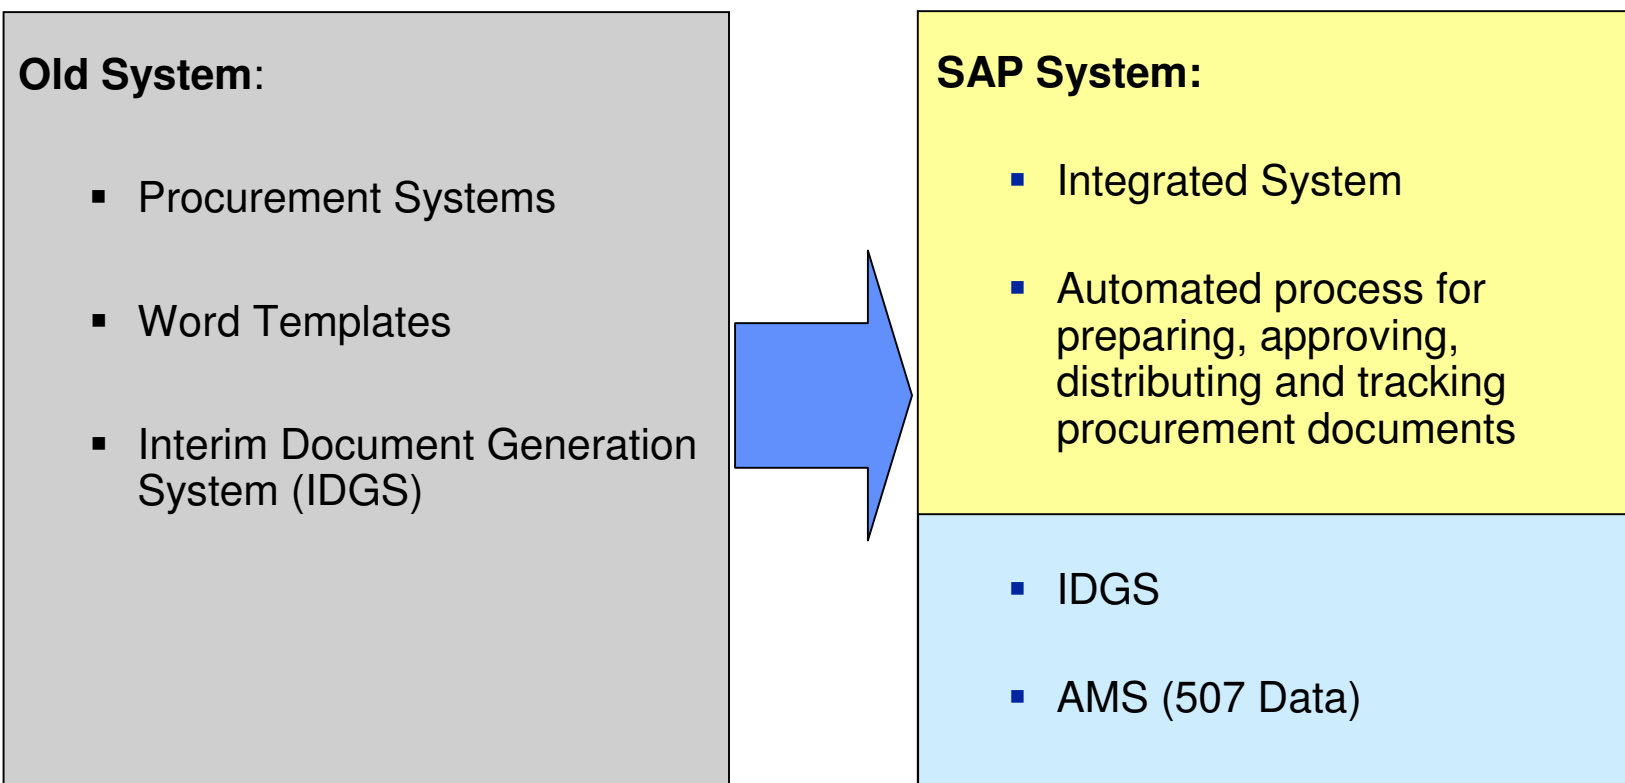 Old System:
Procurement Systems
Word Templates
Interim Document Generation
System (IDGS)
SAP System:
Integrated System
Automated process for
preparing, approving,
distributing and tracking
procurement documents
IDGS
AMS (507 Data)